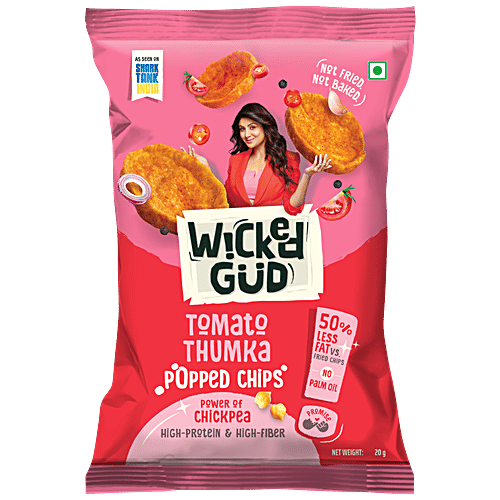 AS SEEN ON
SHARK
TANK
INDIA
NOT FRIED,
NOT BAKED
WiCKed
GÜD
TOMATO
THUMKA
POPPED CHIPS
POWER OF
CHICKPEA
HIGH-PROTEIN & HIGH-FIBER
50%
LESS
FAT VS.
FRIED CHIPS
NO
PALM OIL
PROMISE
NET WEIGHT: 20 g